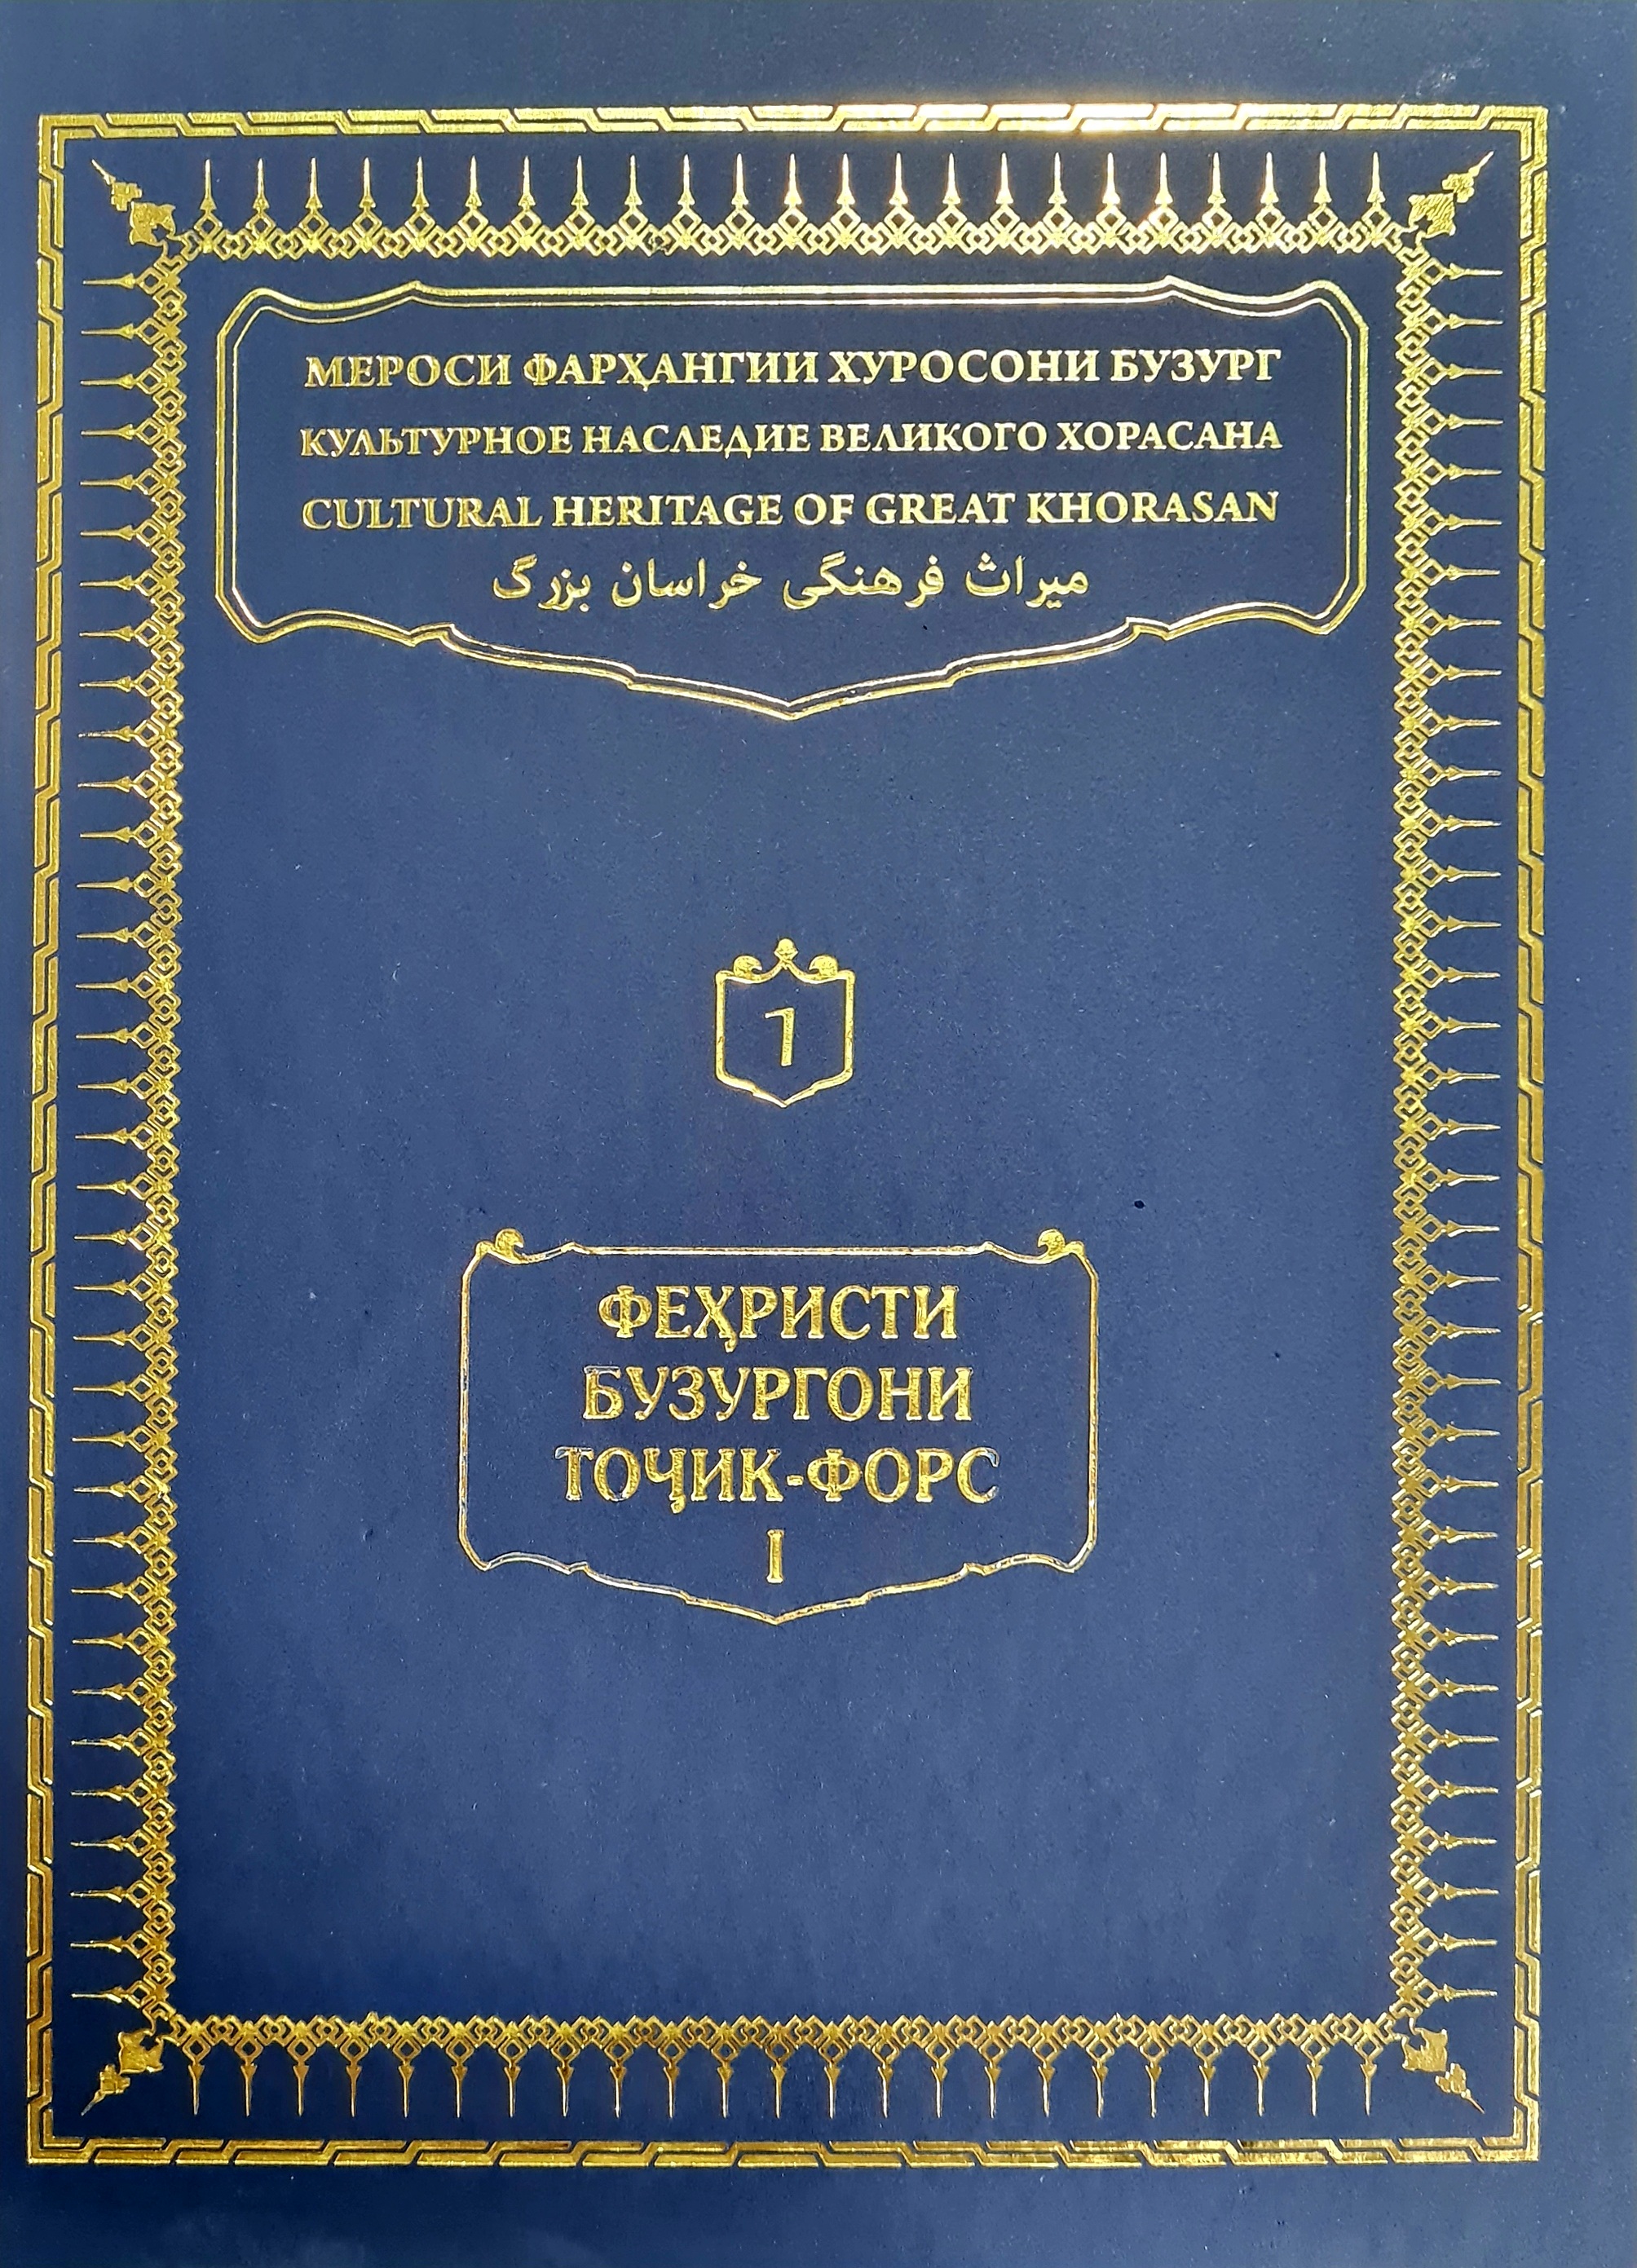 МЕРОСИ ФАРҲАНГИИ ХУРОСОНИ БУЗУРГ
КУЛЬТУРНОЕ НАСЛЕДИЕ ВЕЛИКОГО ХОРАСАНА
CULTURAL HERITAGE OF GREAT KHORASAN
میراث فرهنگی خراسان بزرگ
1
ФЕҲРИСТИ
БУЗУРГОНИ
ТОҶИК-ФОРС
I